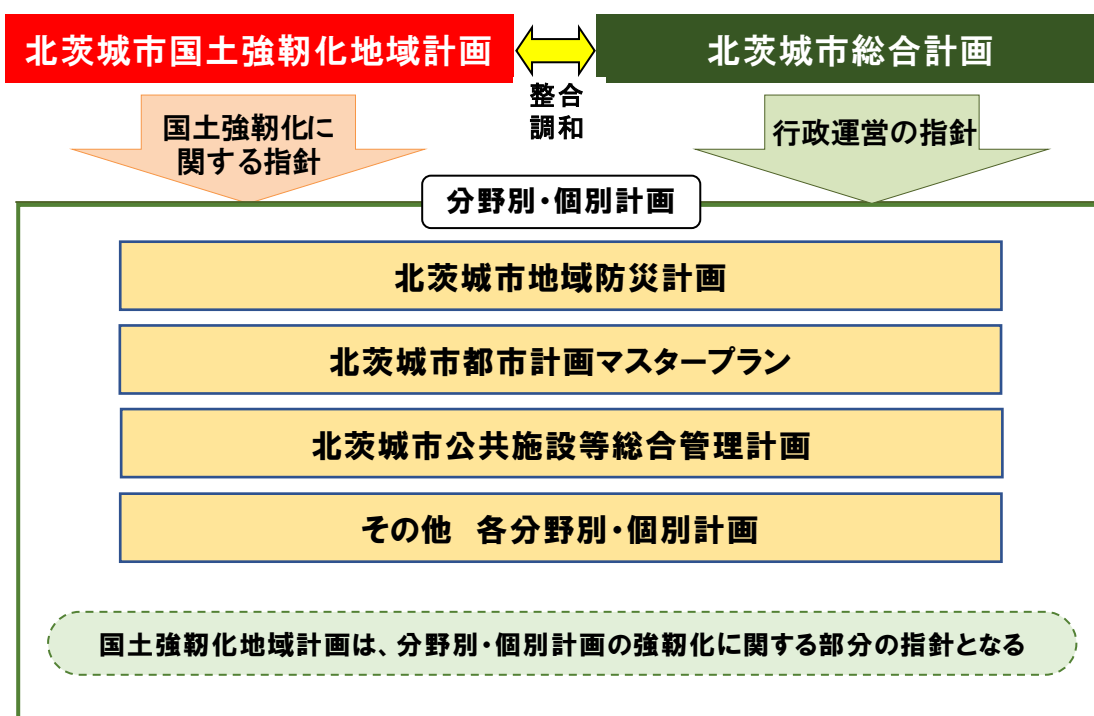 北茨城市国土強靭化地域計画
北茨城市総合計画
整合
調和
国土強靭化に
関する指針
行政運営の指針
分野別・個別計画
北茨城市地域防災計画
北茨城市都市計画マスタープラン
北茨城市公共施設等総合管理計画
その他　各分野別・個別計画
国土強靭化地域計画は、分野別・個別計画の強靭化に関する部分の指針となる